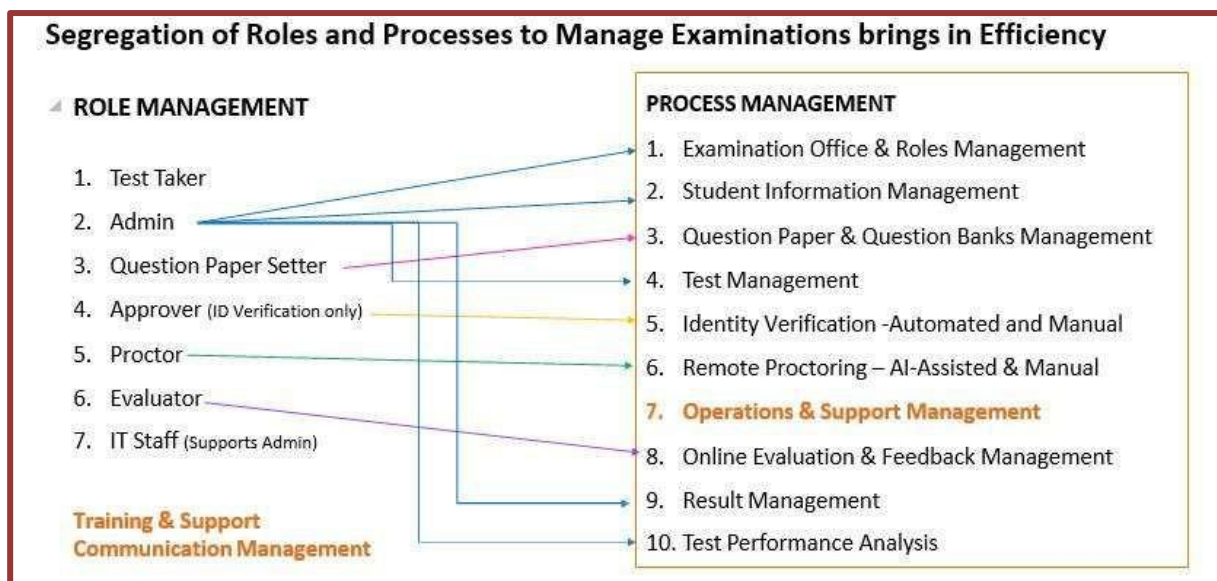 Segregation of Roles and Processes to Manage Examinations brings in Efficiency
ROLE MANAGEMENT
1. Test Taker
2. Admin
3. Question Paper Setter
4. Approver (ID Verification only)
5. Proctor
6. Evaluator
7. IT Staff (Supports Admin)
Training & Support
Communication Management
PROCESS MANAGEMENT
1. Examination Office & Roles Management
2. Student Information Management
3. Question Paper & Question Banks Management
4. Test Management
5. Identity Verification -Automated and Manual
6. Remote Proctoring – AI-Assisted & Manual
7. Operations & Support Management
8. Online Evaluation & Feedback Management
9. Result Management
10. Test Performance Analysis